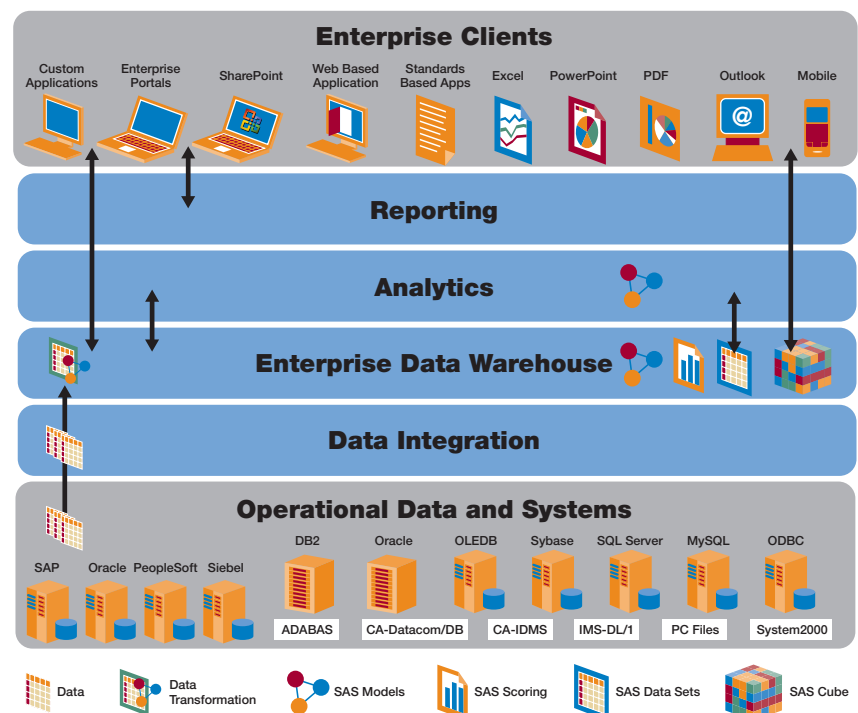 Enterprise Clients
Custom
Applications
Enterprise
Portals
SharePoint
Web Based
Application
Standards
Based Apps
Excel
PowerPoint
PDF
Outlook
Mobile
@
Reporting
Analytics
Enterprise Data Warehouse
Data Integration
Operational Data and Systems
SAP
Oracle
PeopleSoft
Siebel
DB2
Oracle
OLEDB
Sybase
SQL Server
MySQL
ODBC
ADABAS
CA-Datacom/DB
CA-IDMS
IMS-DL/1
PC Files
System2000
Data
Data
Transformation
SAS Models
SAS Scoring
SAS Data Sets
SAS Cube